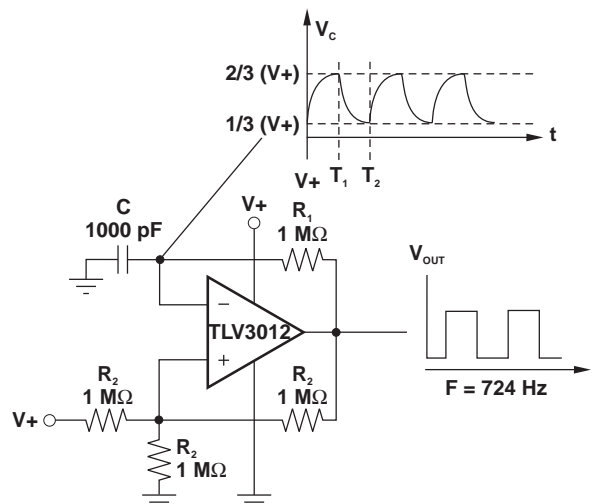 V_C
2/3 (V+)
1/3 (V+)
t
V+ T_1 T_2
C
1000 pF
V+
R_1
1 MΩ
−
TLV3012
+
V_OUT
F = 724 Hz
R_2
1 MΩ
R_2
1 MΩ
V+
R_2
1 MΩ